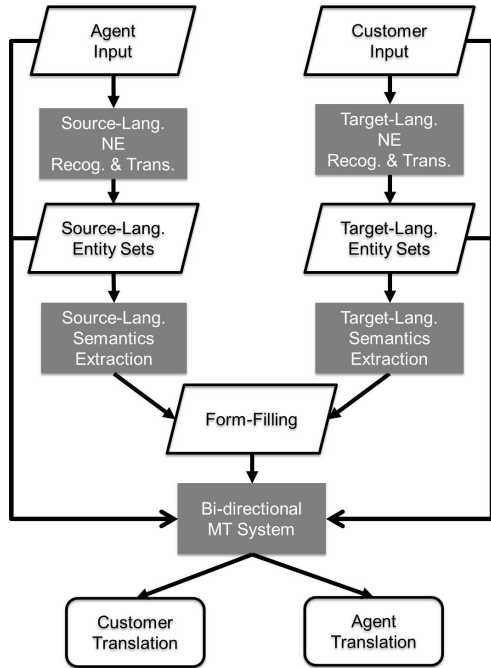 Agent
Input
Customer
Input
Source-Lang.
NE
Recog. & Trans.
Target-Lang.
NE
Recog. & Trans.
Source-Lang.
Entity Sets
Target-Lang.
Entity Sets
Source-Lang.
Semantics
Extraction
Target-Lang.
Semantics
Extraction
Form-Filling
Bi-directional
MT System
Customer
Translation
Agent
Translation